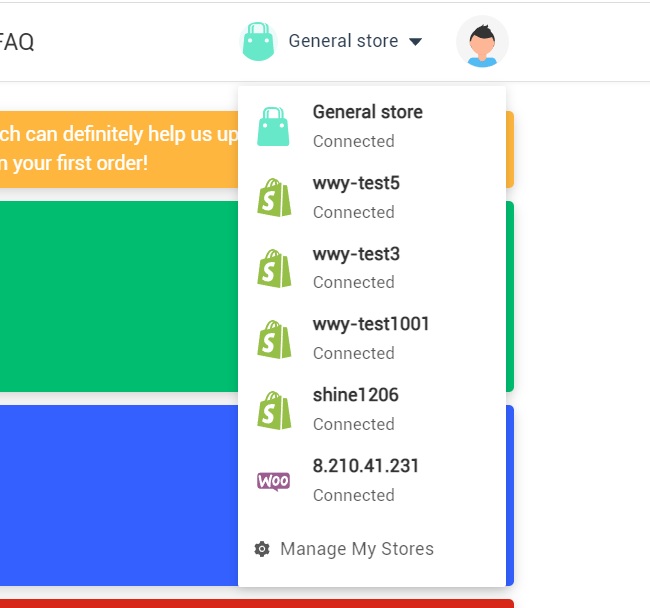 FAQ
General store
ch can definitely help us up
n your first order!
General store
Connected
wwy-test5
Connected
wwy-test3
Connected
wwy-test1001
Connected
shine1206
Connected
8.210.41.231
Connected
Manage My Stores
S
S
S
S
WOO